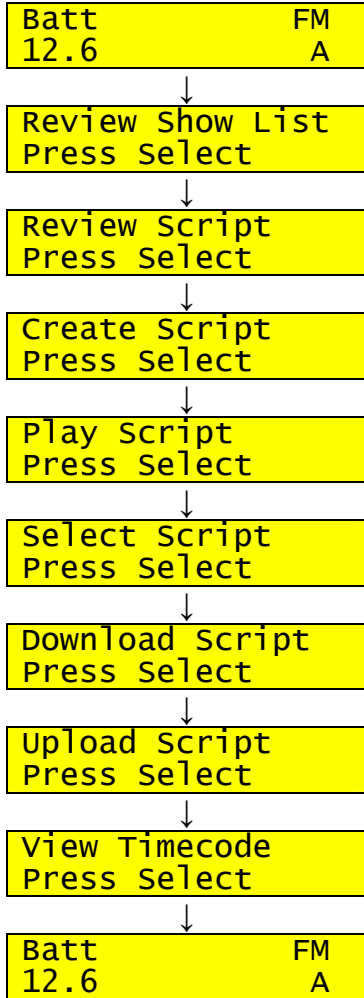 Batt FM
12.6 A
↓
Review Show List
Press Select
↓
Review Script
Press Select
↓
Create Script
Press Select
↓
Play Script
Press Select
↓
Select Script
Press Select
↓
Download Script
Press Select
↓
Upload Script
Press Select
↓
View Timecode
Press Select
↓
Batt FM
12.6 A